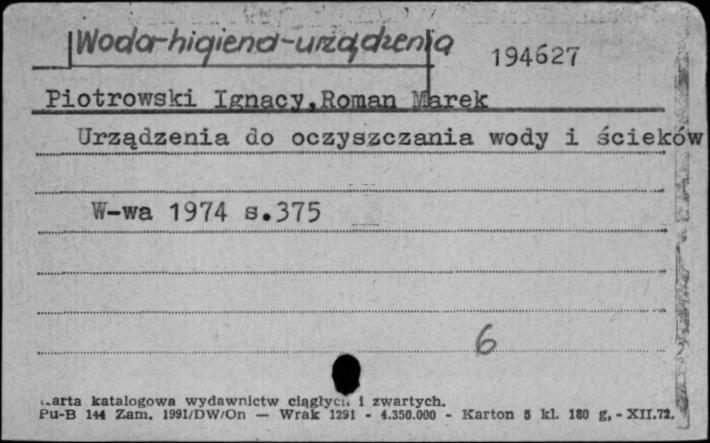 Woda-higiena-urządzenia
194627
Piotrowski Ignacy,Roman Marek
Urządzenia do oczyszczania wody i ścieków
W-wa 1974 s.375
6
Karta katalogowa wydawnictw ciągłych i zwartych.
Pu-B 144 Zam. 1991/DW/On — Wrak 1291 - 4.350.000 - Karton 5 kl. 180 g, - XII.72.